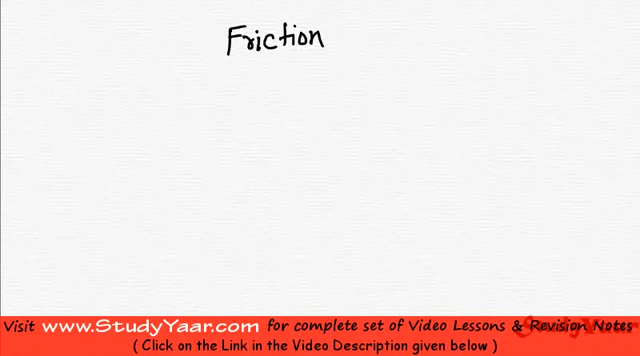 Friction
Visit www.StudyYaar.com for complete set of Video Lessons & Revision Notes
StudyYaar
( Click on the Link in the Video Description given below )